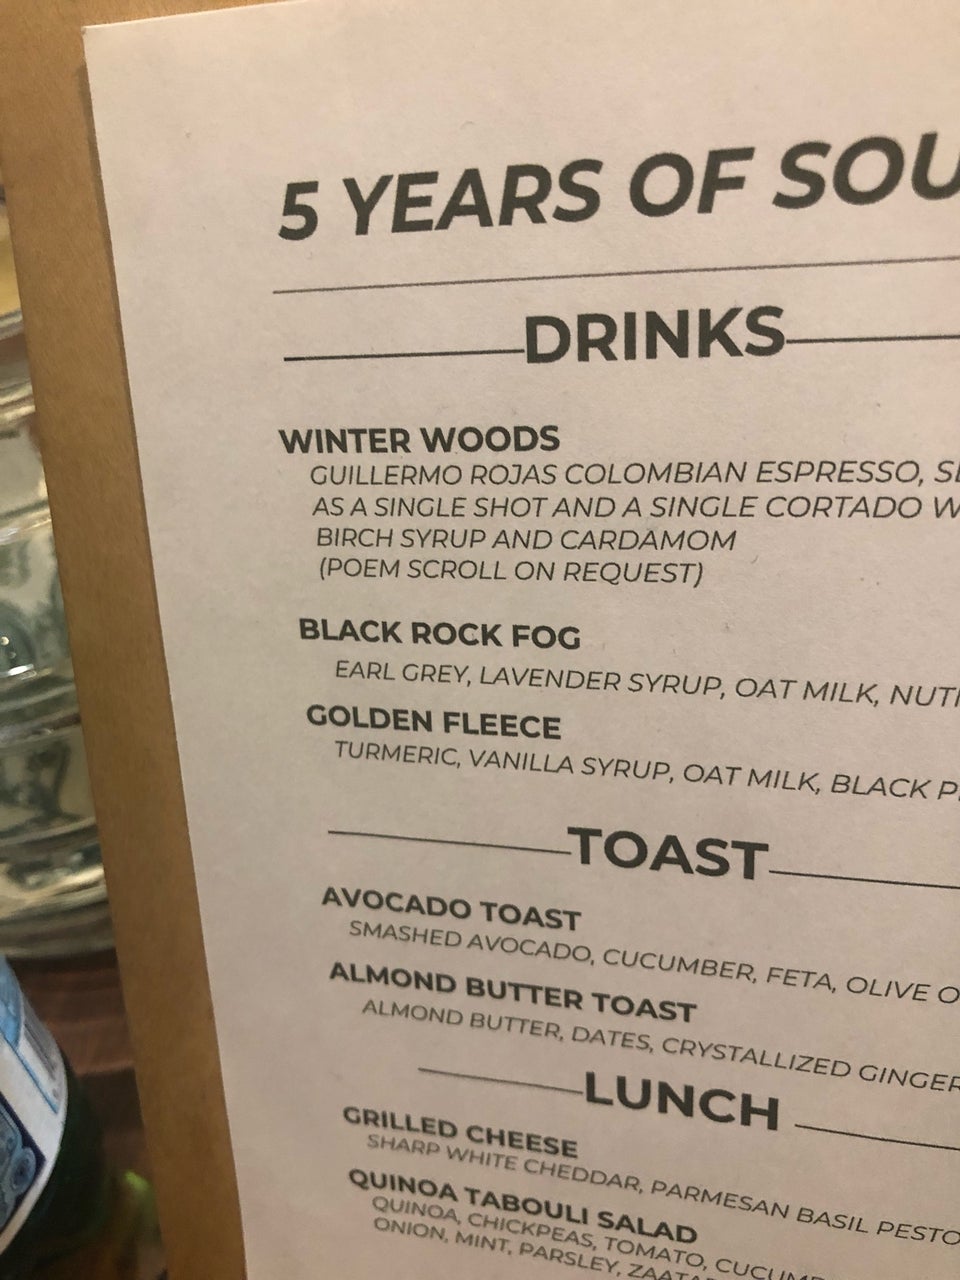 5 YEARS OF SOU
DRINKS
WINTER WOODS
GUILLERMO ROJAS COLOMBIAN ESPRESSO,
AS A SINGLE SHOT AND A SINGLE CORTADO
BIRCH SYRUP AND CARDAMOM
(POEM SCROLL ON REQUEST)
BLACK ROCK FOG
EARL GREY, LAVENDER SYRUP, OAT MILK,
GOLDEN FLEECE
TURMERIC, VANILLA SYRUP, OAT MILK, BLACK
TOAST
AVOCADO TOAST
SMASHED AVOCADO, CUCUMBER, FETA, OLIVE
ALMOND BUTTER TOAST
ALMOND BUTTER, DATES, CRYSTALLIZED GINGER
LUNCH
GRILLED CHEESE
SHARP WHITE CHEDDAR, PARMESAN BASIL PESTO
QUINOA TABOULI SALAD
QUINOA, CHICKPEAS, TOMATO,
ONION, MINT, PARSLEY,